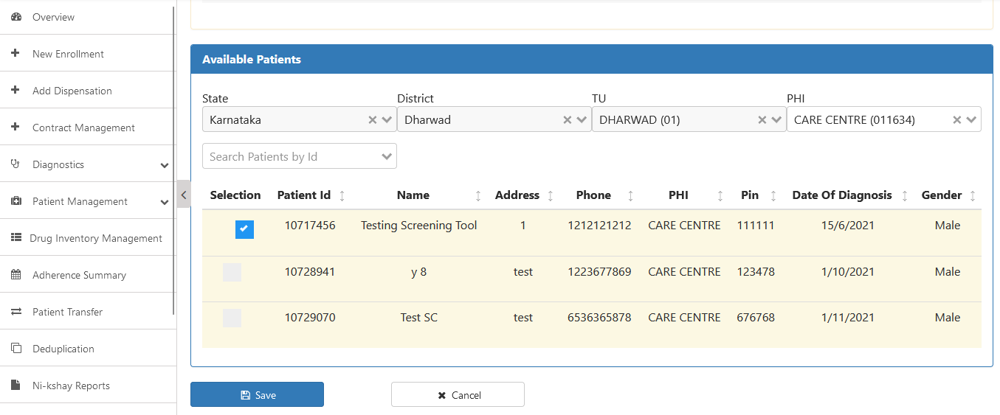 Overview
New Enrollment
Add Dispensation
Contract Management
Diagnostics
Patient Management
Drug Inventory Management
Adherence Summary
Patient Transfer
Deduplication
Ni-kshay Reports
Available Patients
State District TU PHI
Karnataka Dharwad DHARWAD (01) CARE CENTRE (011634)
Search Patients by Id
Selection Patient Id Name Address Phone PHI Pin Date Of Diagnosis Gender
10717456 Testing Screening Tool 1 1212121212 CARE CENTRE 111111 15/6/2021 Male
10728941 y 8 test 1223677869 CARE CENTRE 123478 1/10/2021 Male
10729070 Test SC test 6536365878 CARE CENTRE 676768 1/11/2021 Male
Save Cancel